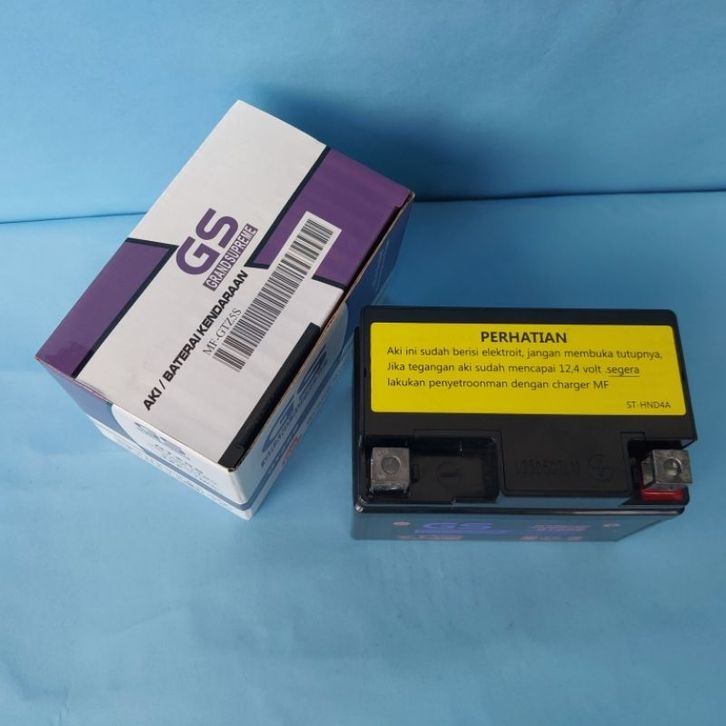 GS
GRAND SUPREME
AKI / BATERAI KENDARAAN
MF-GTZ5S
PERHATIAN
Aki ini sudah berisi elektroit, jangan membuka tutupnya,
Jika tegangan aki sudah mencapai 12,4 volt .segera
lakukan penyetroonman dengan charger MF
ST-HND4A
GS